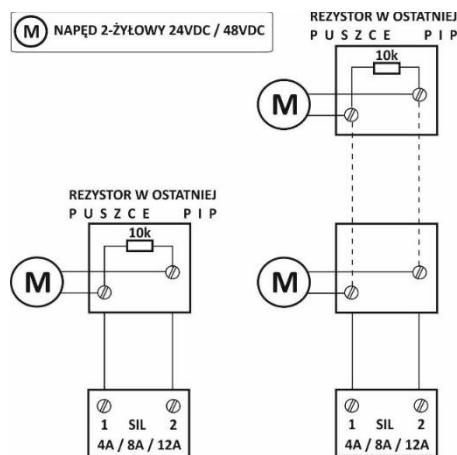 M NAPĘD 2-ŻYŁOWY 24VDC / 48VDC
REZYSTOR W OSTATNIEJ
PUSZCE PIP
10k
M
REZYSTOR W OSTATNIEJ
PUSZCE PIP
10k
M
M
1 SIL 2
4A / 8A / 12A
1 SIL 2
4A / 8A / 12A